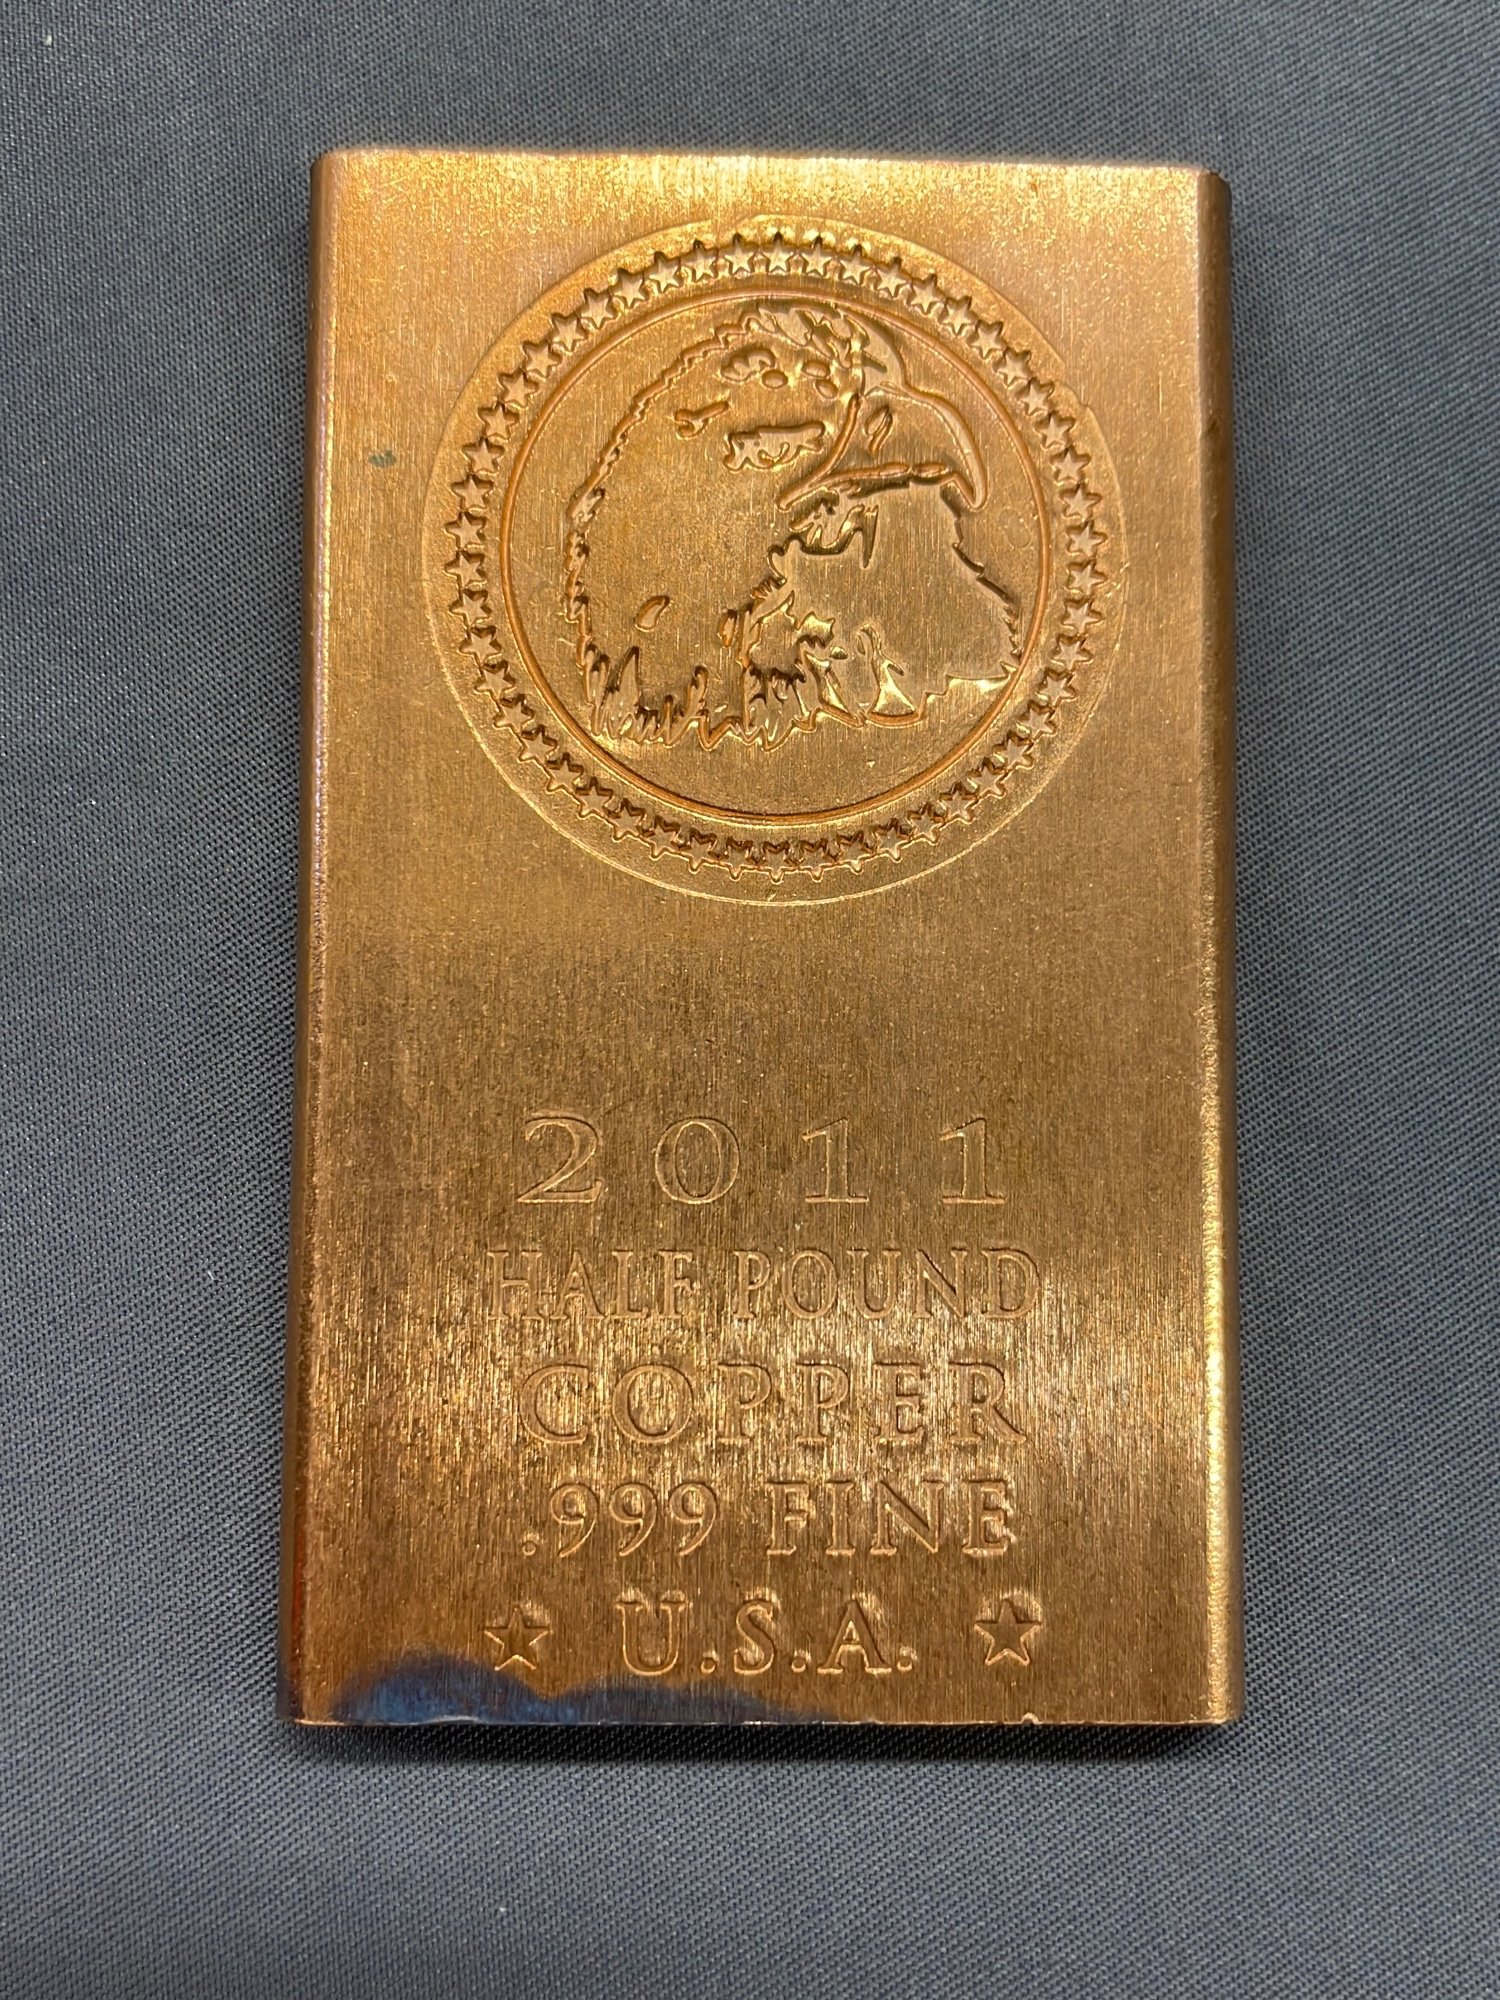 2011
HALF POUND
COPPER
.999 FINE
★ U.S.A. ★